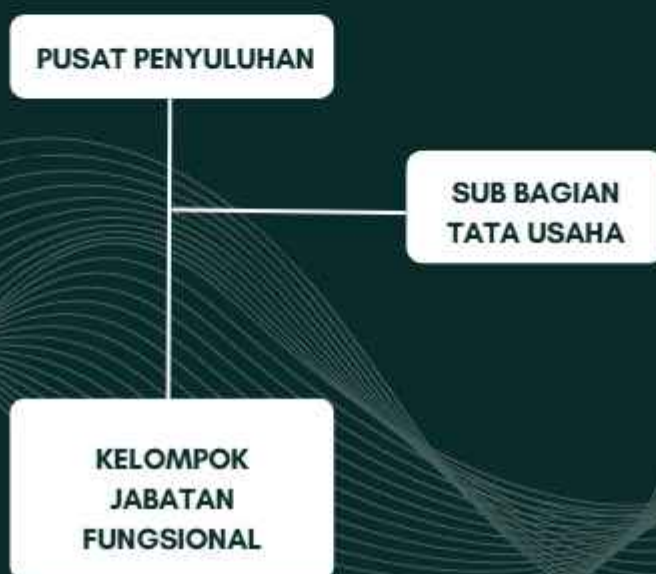 PUSAT PENYULUHAN
SUB BAGIAN
TATA USAHA
KELOMPOK
JABATAN
FUNGSIONAL